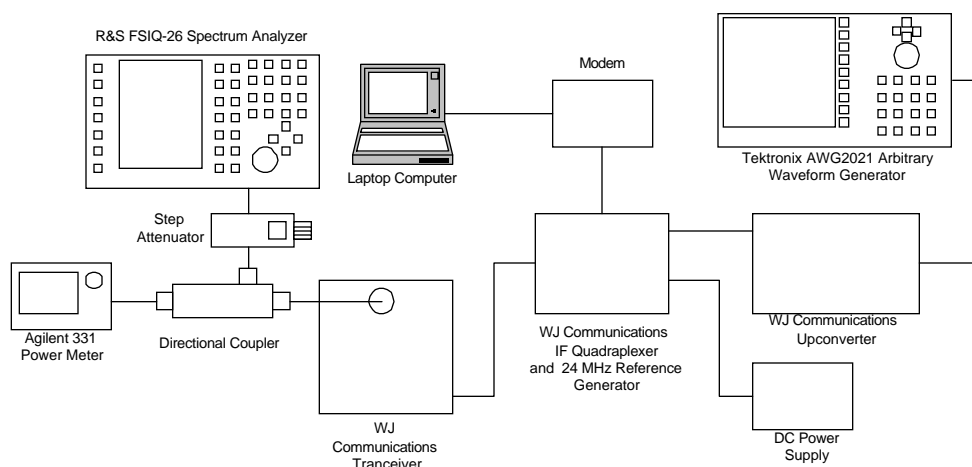 R&S FSIQ-26 Spectrum Analyzer
Modem
Laptop Computer
Tektronix AWG2021 Arbitrary
Waveform Generator
Step
Attenuator
Agilent 331
Power Meter
Directional Coupler
WJ Communications
IF Quadraplexer
and 24 MHz Reference
Generator
WJ Communications
Upconverter
WJ
Communications
Tranceiver
DC Power
Supply